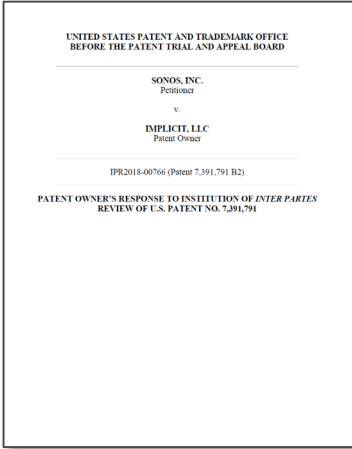 UNITED STATES PATENT AND TRADEMARK OFFICE
BEFORE THE PATENT TRIAL AND APPEAL BOARD
SONOS, INC.
Petitioner
v.
IMPLICIT, LLC
Patent Owner
IPR2018-00766 (Patent 7,391,791 B2)
PATENT OWNER'S RESPONSE TO INSTITUTION OF INTER PARTES
REVIEW OF U.S. PATENT NO. 7,391,791